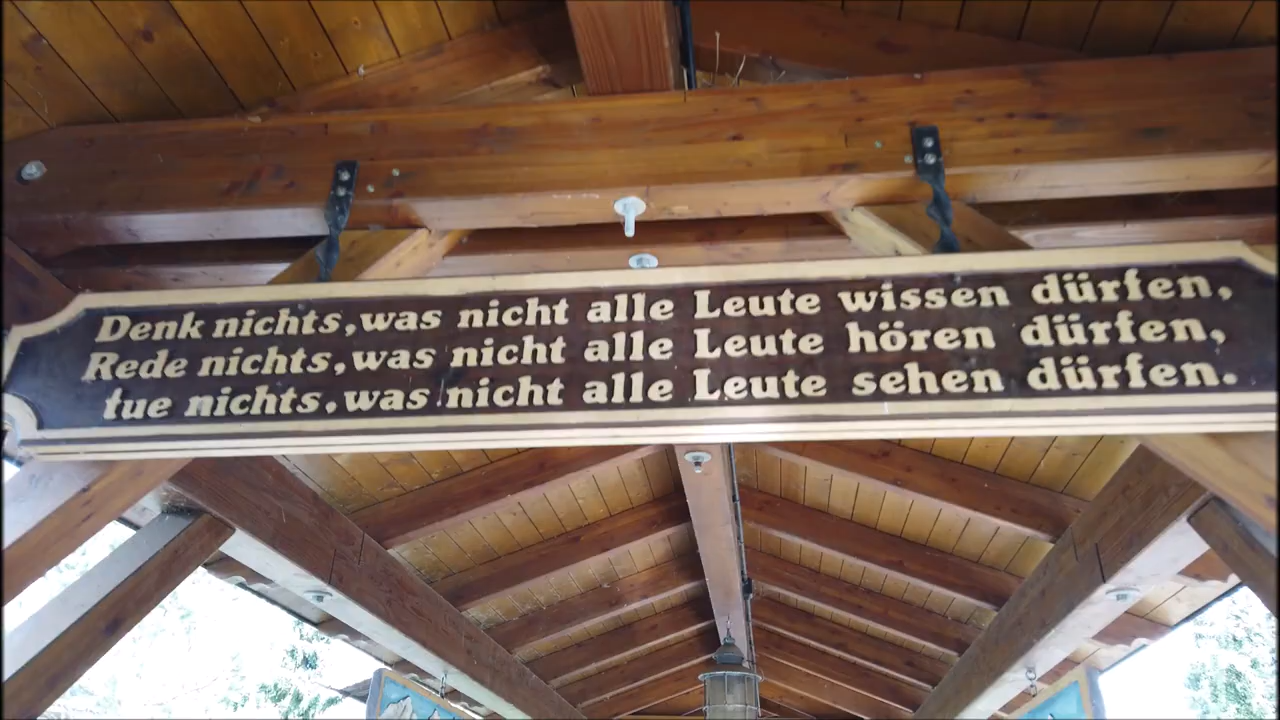 Denk nichts, was nicht alle Leute wissen dürfen,
Rede nichts, was nicht alle Leute hören dürfen,
tue nichts, was nicht alle Leute sehen dürfen.